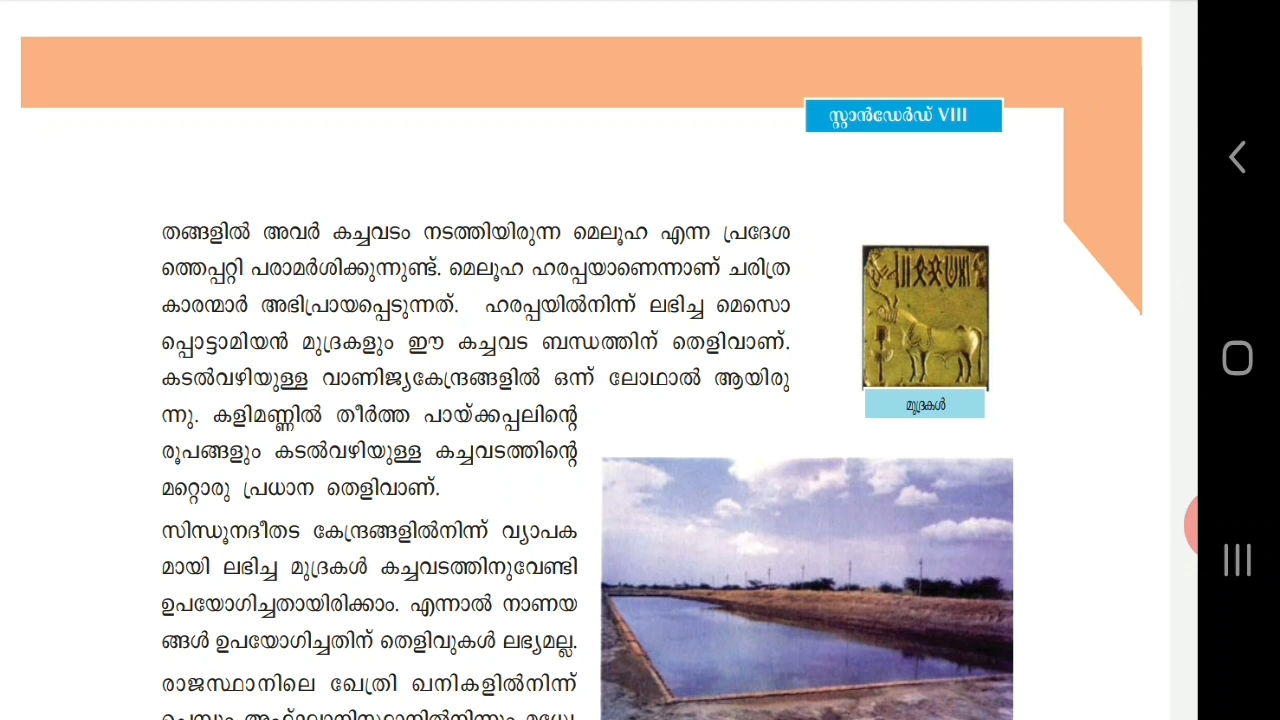 സ്റ്റാൻഡേർഡ് VIII
തങ്ങളിൽ അവർ കച്ചവടം നടത്തിയിരുന്ന മെലൂഹ എന്ന പ്രദേശ
ത്തെപ്പറ്റി പരാമർശിക്കുന്നുണ്ട്. മെലൂഹ ഹരപ്പയാണെന്നാണ് ചരിത്ര
കാരന്മാർ അഭിപ്രായപ്പെടുന്നത്. ഹരപ്പയിൽനിന്ന് ലഭിച്ച മെസൊ
പ്പൊട്ടാമിയൻ മുദ്രകളും ഈ കച്ചവട ബന്ധത്തിന് തെളിവാണ്.
കടൽവഴിയുള്ള വാണിജ്യകേന്ദ്രങ്ങളിൽ ഒന്ന് ലോഥാൽ ആയിരു
ന്നു. കളിമണ്ണിൽ തീർത്ത പായ്ക്കപ്പലിന്റെ
രൂപങ്ങളും കടൽവഴിയുള്ള കച്ചവടത്തിന്റെ
മറ്റൊരു പ്രധാന തെളിവാണ്.
മുദ്രകൾ
സിന്ധൂനദീതട കേന്ദ്രങ്ങളിൽനിന്ന് വ്യാപക
മായി ലഭിച്ച മുദ്രകൾ കച്ചവടത്തിനുവേണ്ടി
ഉപയോഗിച്ചതായിരിക്കാം. എന്നാൽ നാണയ
ങ്ങൾ ഉപയോഗിച്ചതിന് തെളിവുകൾ ലഭ്യമല്ല.
രാജസ്ഥാനിലെ ഖേത്രി ഖനികളിൽനിന്ന്